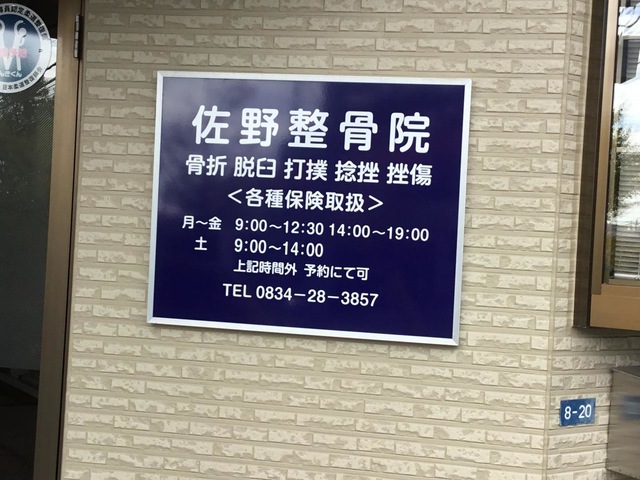 佐野整骨院
骨折 脱臼 打撲 捻挫 挫傷
＜各種保険取扱＞
月～金 9:00～12:30 14:00～19:00
土 9:00～14:00
上記時間外 予約にて可
TEL 0834－28－3857
8-20